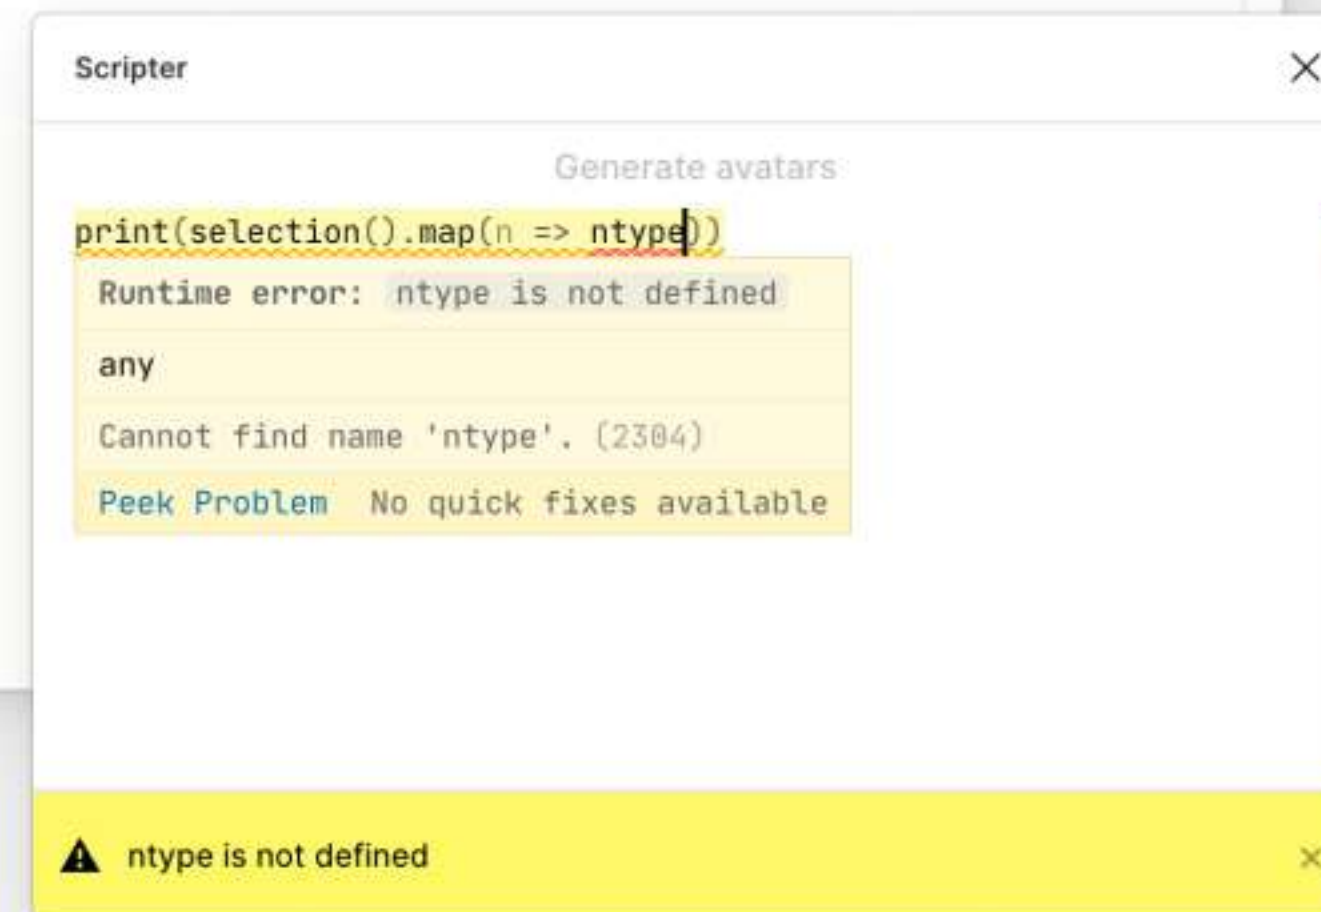 Scripter
Generate avatars
print(selection().map(n => ntype))
Runtime error: ntype is not defined
any
Cannot find name 'ntype'. (2304)
Peek Problem No quick fixes available
ntype is not defined